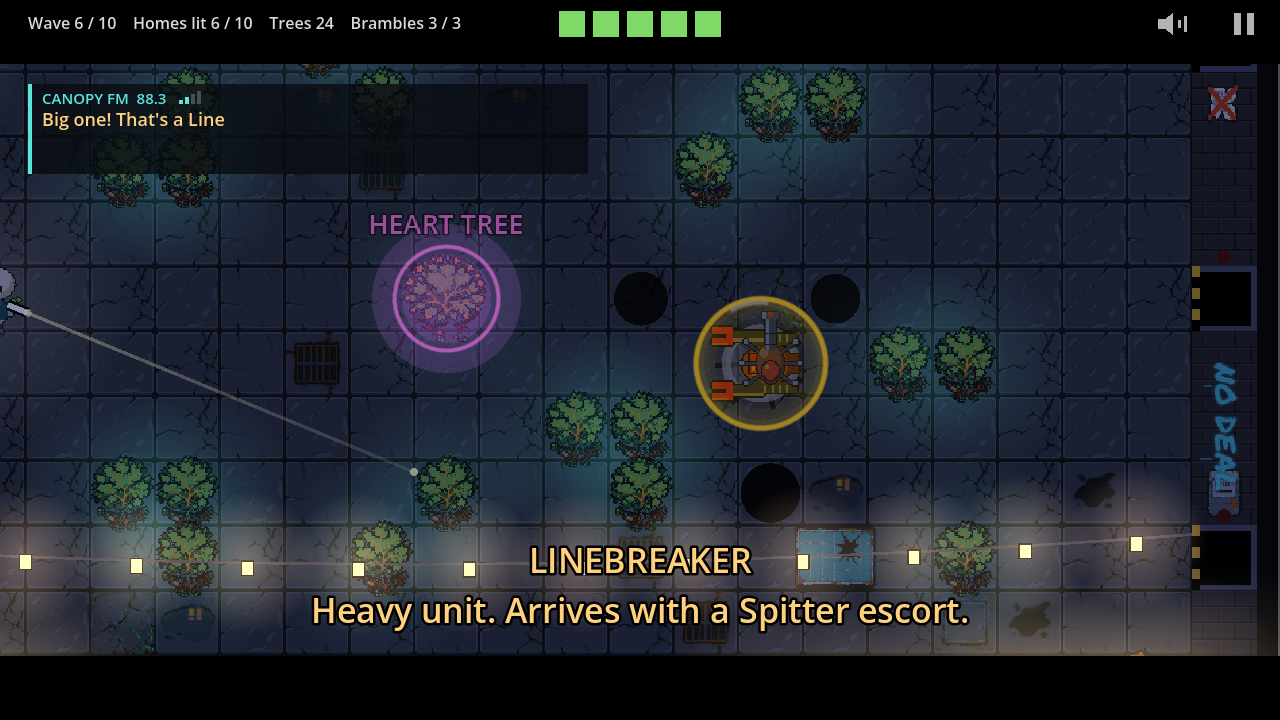 Wave 6 / 10 Homes lit 6 / 10 Trees 24 Brambles 3 / 3
CANOPY FM 88.3
Big one! That's a Line
HEART TREE
NO DEAL
LINEBREAKER
Heavy unit. Arrives with a Spitter escort.